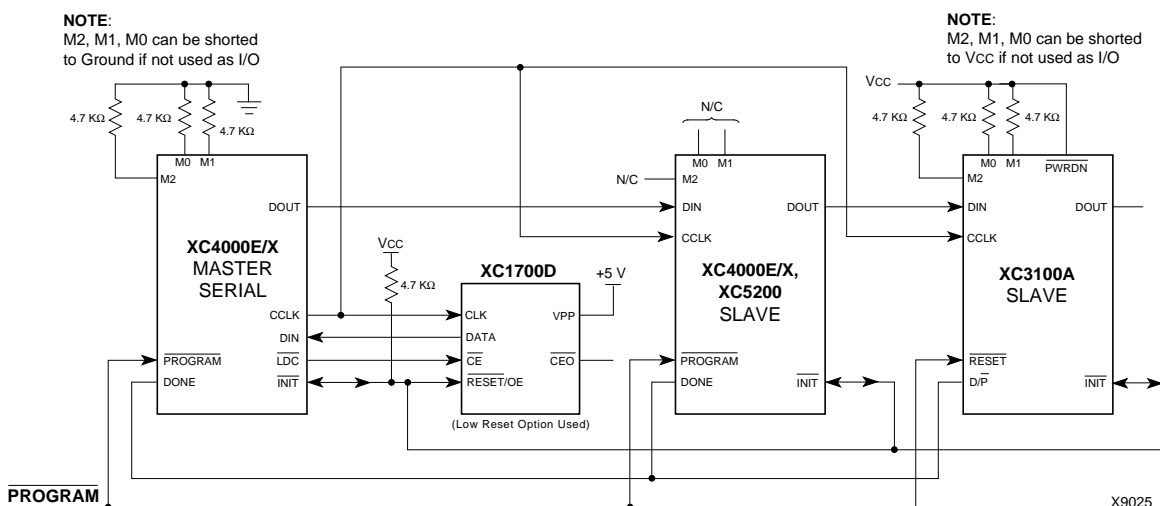 NOTE:
M2, M1, M0 can be shorted
to Ground if not used as I/O
NOTE:
M2, M1, M0 can be shorted
to VCC if not used as I/O
4.7 KΩ
4.7 KΩ
4.7 KΩ
M0 M1
M2
DOUT
XC4000E/X
MASTER
SERIAL
CCLK
DIN
PROGRAM
LDC
DONE
INIT
VCC
4.7 KΩ
XC1700D
+5 V
CLK
VPP
DATA
CE
CEO
RESET/OE
(Low Reset Option Used)
N/C
M0 M1
N/C
M2
DIN
DOUT
CCLK
XC4000E/X,
XC5200
SLAVE
PROGRAM
DONE
INIT
VCC
4.7 KΩ
4.7 KΩ
4.7 KΩ
M0 M1
PWRDN
M2
DIN
DOUT
CCLK
XC3100A
SLAVE
RESET
D/P
INIT
PROGRAM
X9025